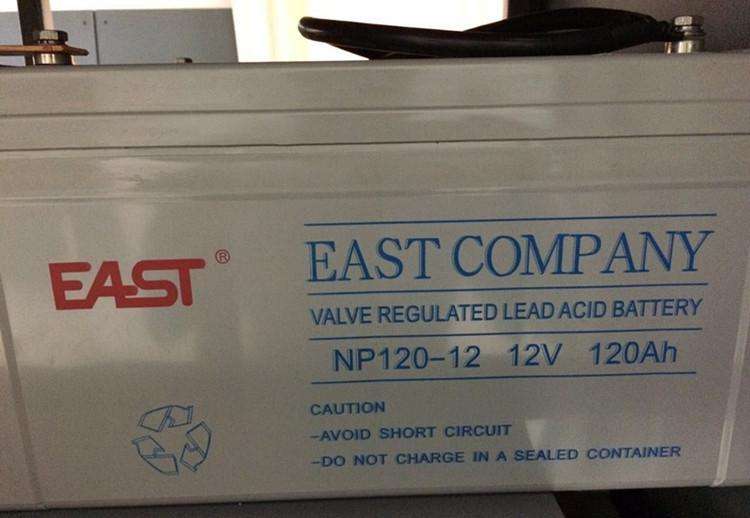 EAST®
EAST COMPANY
VALVE REGULATED LEAD ACID BATTERY
NP120-12 12V 120Ah
CAUTION
-AVOID SHORT CIRCUIT
-DO NOT CHARGE IN A SEALED CONTAINER